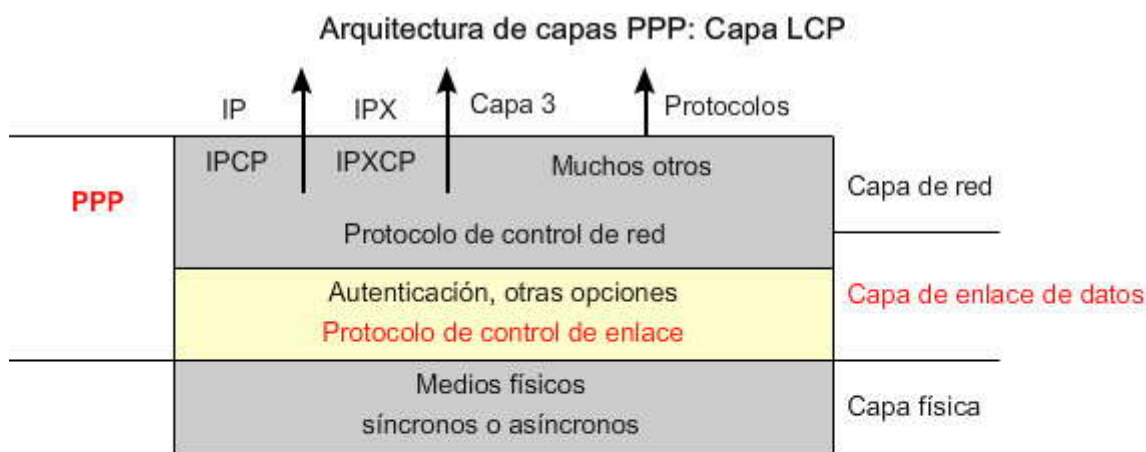 Arquitectura de capas PPP: Capa LCP
IP IPX Capa 3 Protocolos
IPCP IPXCP Muchos otros
PPP
Capa de red
Protocolo de control de red
Autenticación, otras opciones
Capa de enlace de datos
Protocolo de control de enlace
Medios físicos
síncronos o asíncronos
Capa física